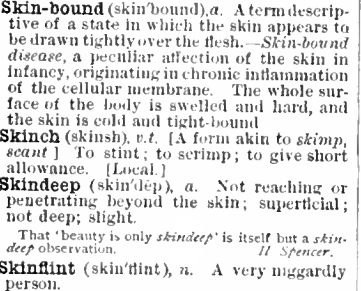 Skin-bound (skin'bound), a. A term descrip-
tive of a state in which the skin appears to
be drawn tightly over the flesh.—Skin-bound
disease, a peculiar affection of the skin in
infancy, originating in chronic inflammation
of the cellular membrane. The whole sur-
face of the body is swelled and hard, and
the skin is cold and tight-bound
Skinch (skinsh), v.t. [A form akin to skimp,
scant ] To stint; to scrimp; to give short
allowance. [Local.]
Skindeep (skin'dēp), a. Not reaching or
penetrating beyond the skin; superficial;
not deep; slight.
That 'beauty is only skindeep' is itself but a skin-
deep observation. H Spencer.
Skinflint (skin'flint), n. A very niggardly
person.